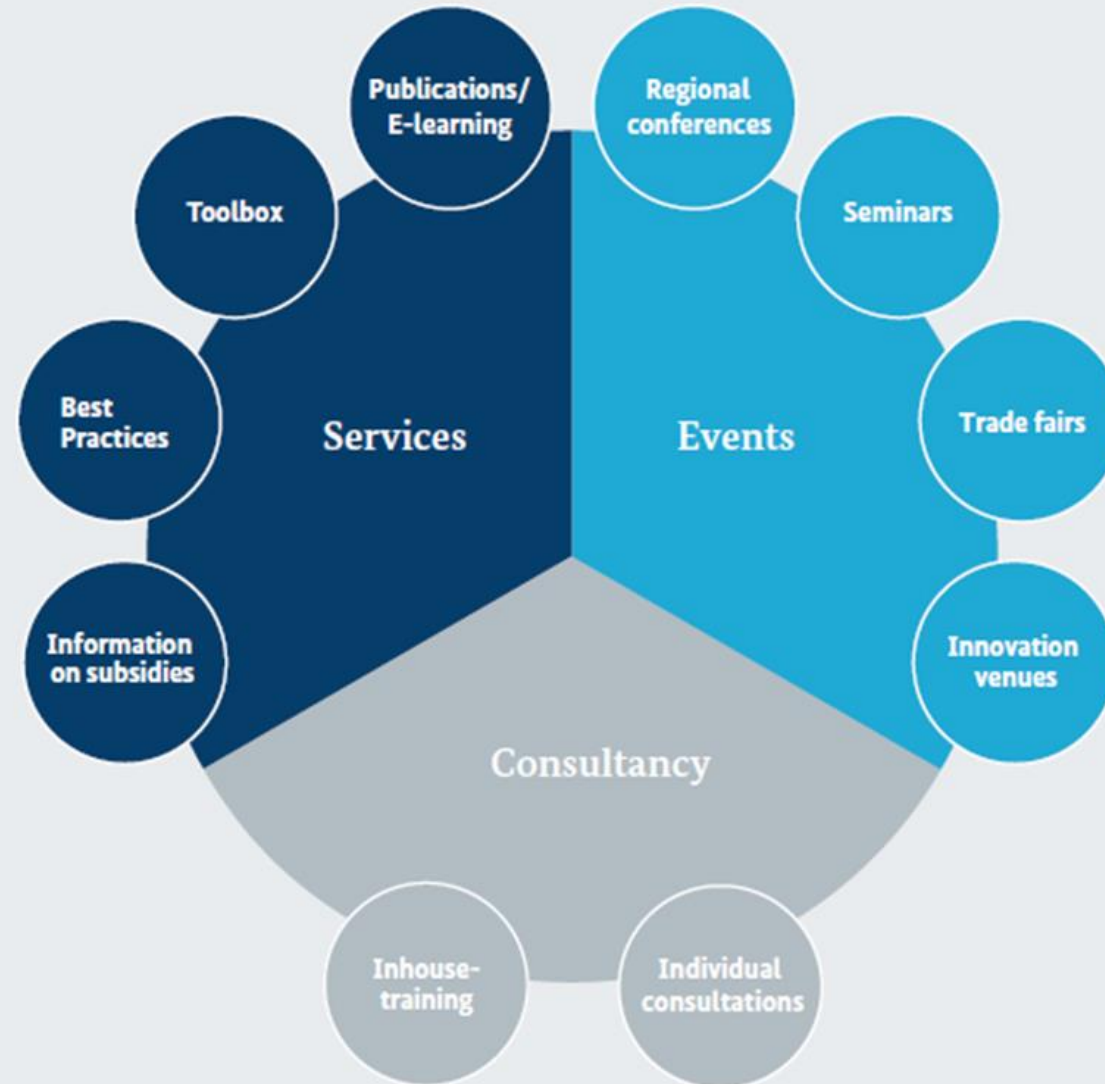 Publications/
E-learning
Regional
conferences
Toolbox
Seminars
Best
Practices
Services
Events
Trade fairs
Information
on subsidies
Innovation
venues
Consultancy
Inhouse-
training
Individual
consultations